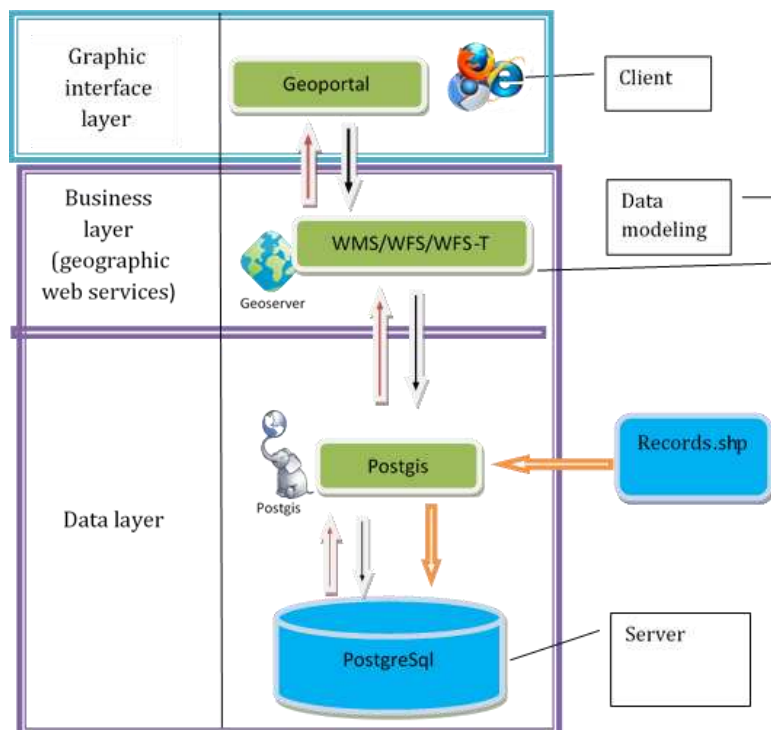 Graphic
interface
layer
Geoportal
Client
Business
layer
(geographic
web services)
WMS/WFS/WFS-T
Geoserver
Data
modeling
Data layer
Postgis
Postgis
Records.shp
PostgreSql
Server